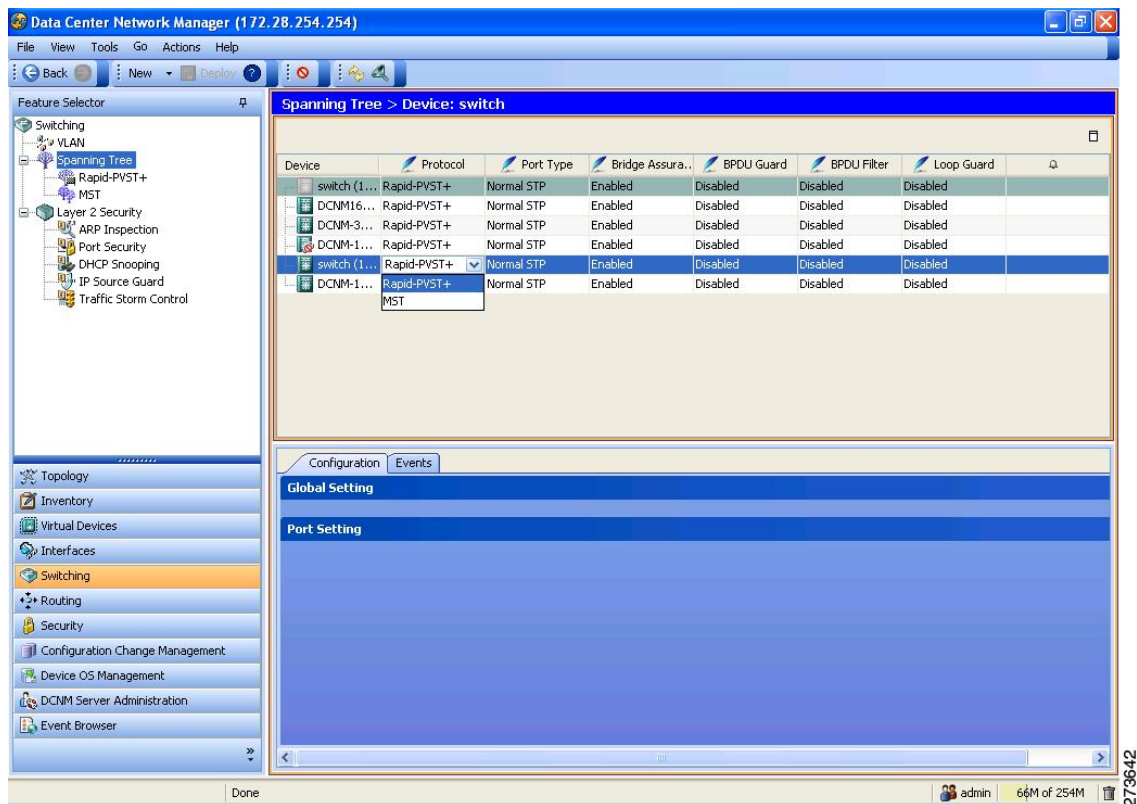 Data Center Network Manager (172.28.254.254)
File View Tools Go Actions Help
Back New Deploy ?
Feature Selector
Switching
VLAN
Spanning Tree
Rapid-PVST+
MST
Layer 2 Security
ARP Inspection
Port Security
DHCP Snooping
IP Source Guard
Traffic Storm Control
Topology
Inventory
Virtual Devices
Interfaces
Switching
Routing
Security
Configuration Change Management
Device OS Management
DCNM Server Administration
Event Browser
Spanning Tree > Device: switch
Device Protocol Port Type Bridge Assura.. BPDU Guard BPDU Filter Loop Guard
switch (1... Rapid-PVST+ Normal STP Enabled Disabled Disabled Disabled
DCNM16... Rapid-PVST+ Normal STP Enabled Disabled Disabled Disabled
DCNM-3... Rapid-PVST+ Normal STP Enabled Disabled Disabled Disabled
DCNM-1... Rapid-PVST+ Normal STP Enabled Disabled Disabled Disabled
switch (1... Rapid-PVST+ Normal STP Enabled Disabled Disabled Disabled
DCNM-1... Rapid-PVST+ Normal STP Enabled Disabled Disabled Disabled
MST
Configuration Events
Global Setting
Port Setting
Done admin 66M of 254M
273642